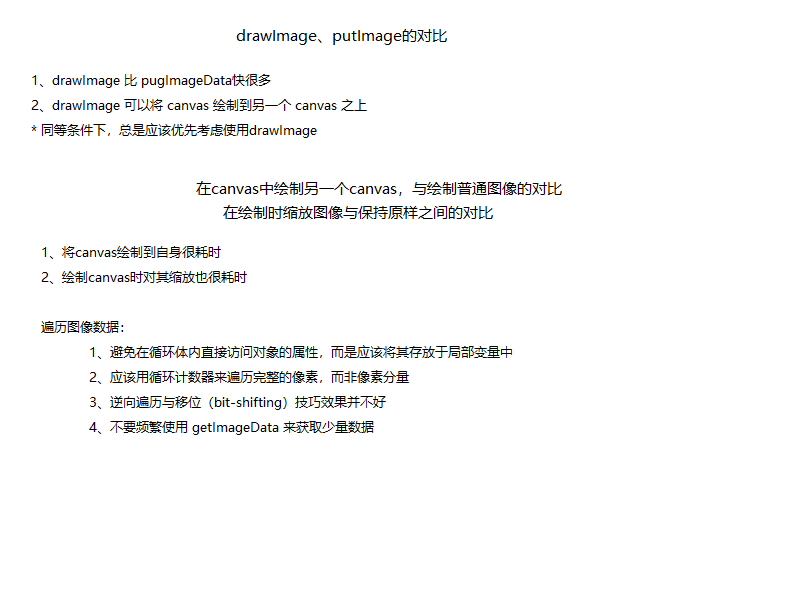 drawImage、putImage的对比
1、drawImage 比 pugImageData快很多
2、drawImage 可以将 canvas 绘制到另一个 canvas 之上
* 同等条件下，总是应该优先考虑使用drawImage
在canvas中绘制另一个canvas，与绘制普通图像的对比
在绘制时缩放图像与保持原样之间的对比
1、将canvas绘制到自身很耗时
2、绘制canvas时对其缩放也很耗时
遍历图像数据：
1、避免在循环体内直接访问对象的属性，而是应该将其存放于局部变量中
2、应该用循环计数器来遍历完整的像素，而非像素分量
3、逆向遍历与移位（bit-shifting）技巧效果并不好
4、不要频繁使用 getImageData 来获取少量数据